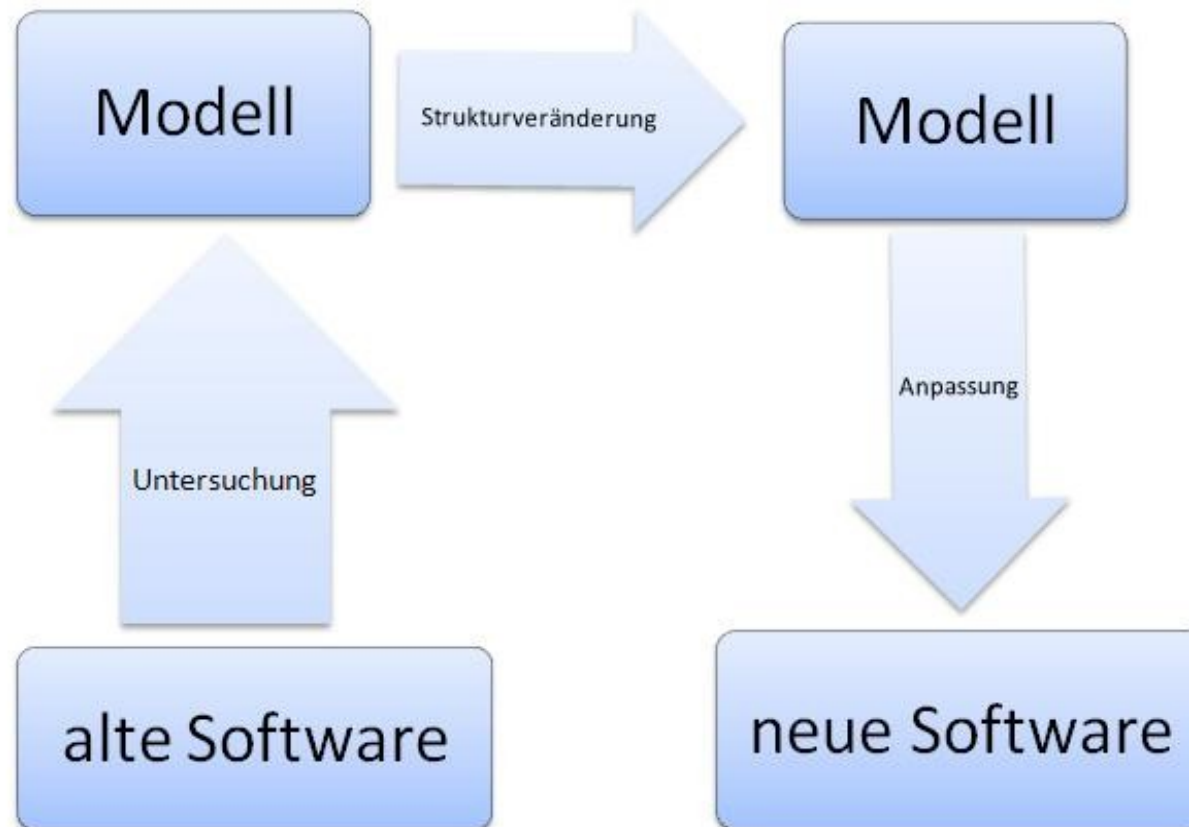 Modell
Strukturveränderung
Modell
Untersuchung
Anpassung
alte Software
neue Software